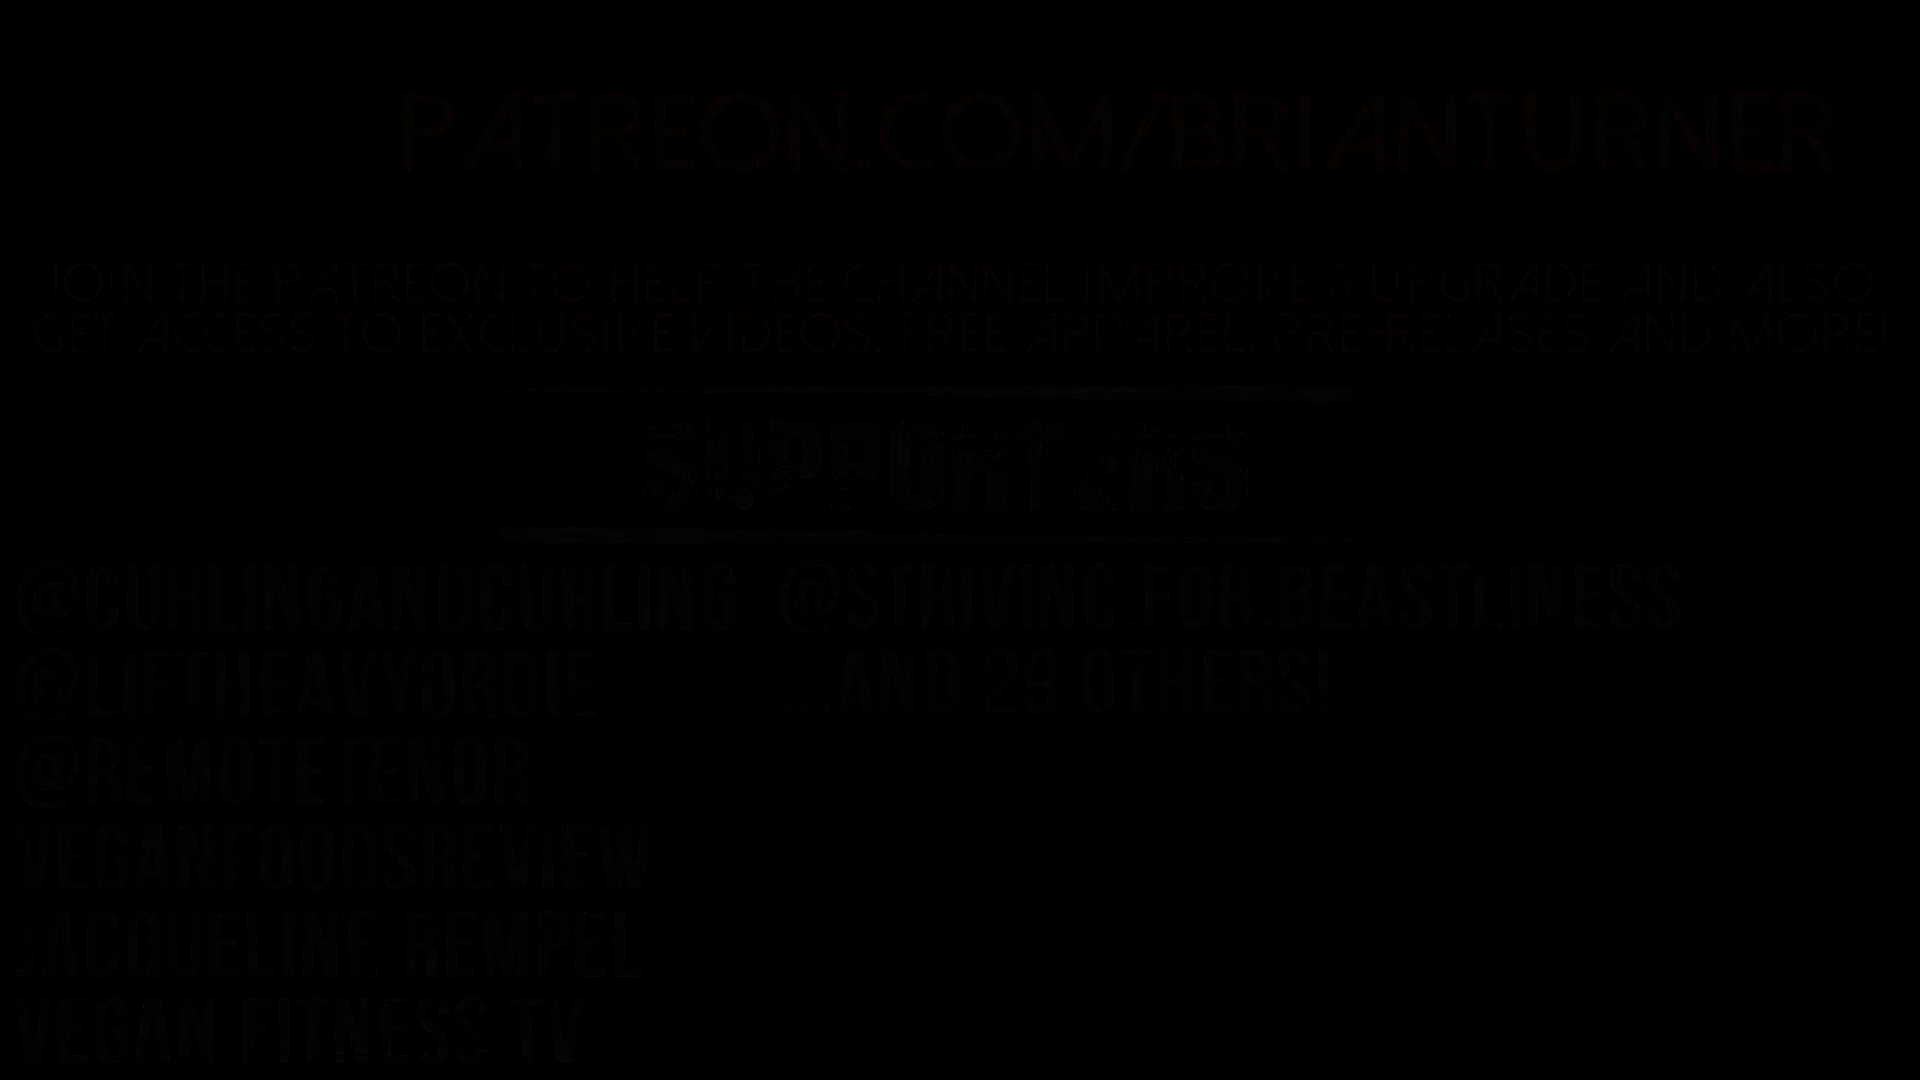 PATREON.COM/BRIANTURNER
JOIN THE PATREON TO HELP THE CHANNEL IMPROVE & UPGRADE AND ALSO
GET ACCESS TO EXCLUSIVE VIDEOS, FREE APPAREL, PRE-RELASES AND MORE!
SUPPORTERS
@CURLINGANDCURLING
@LIFTHEAVYORDIE
@REMOTETENOR
VEGANFOODSREVIEW
JACQUELINE REMPEL
VEGAN FITNESS TV
@STRIVING.FOR.BEASTLINESS
...AND 29 OTHERS!